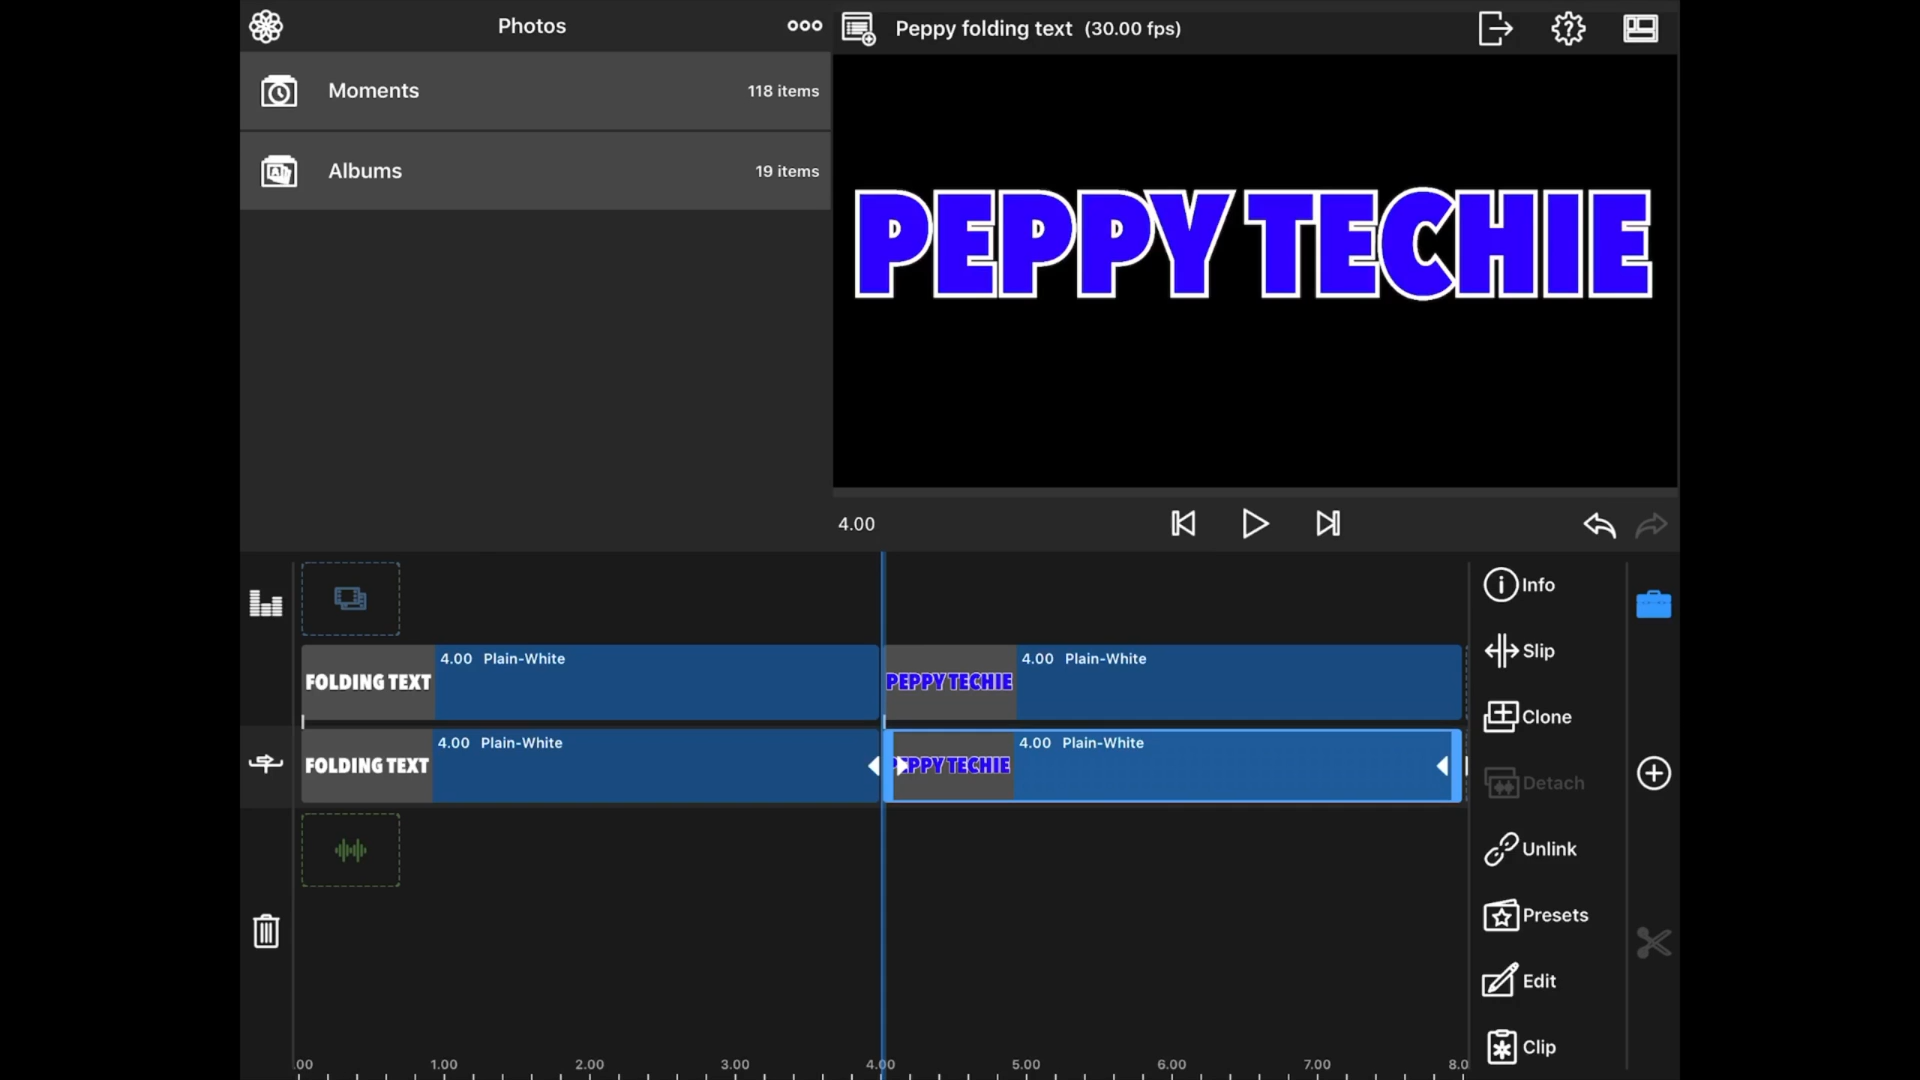 Photos
Peppy folding text (30.00 fps)
Moments
118 items
Albums
19 items
PEPPY TECHIE
4.00
Info
4.00 Plain-White
4.00 Plain-White
FOLDING TEXT
PEPPY TECHIE
Slip
Clone
4.00 Plain-White
4.00 Plain-White
FOLDING TEXT
PEPPY TECHIE
Detach
Unlink
Presets
Edit
Clip
.00 1.00 2.00 3.00 4.00 5.00 6.00 7.00 8.0